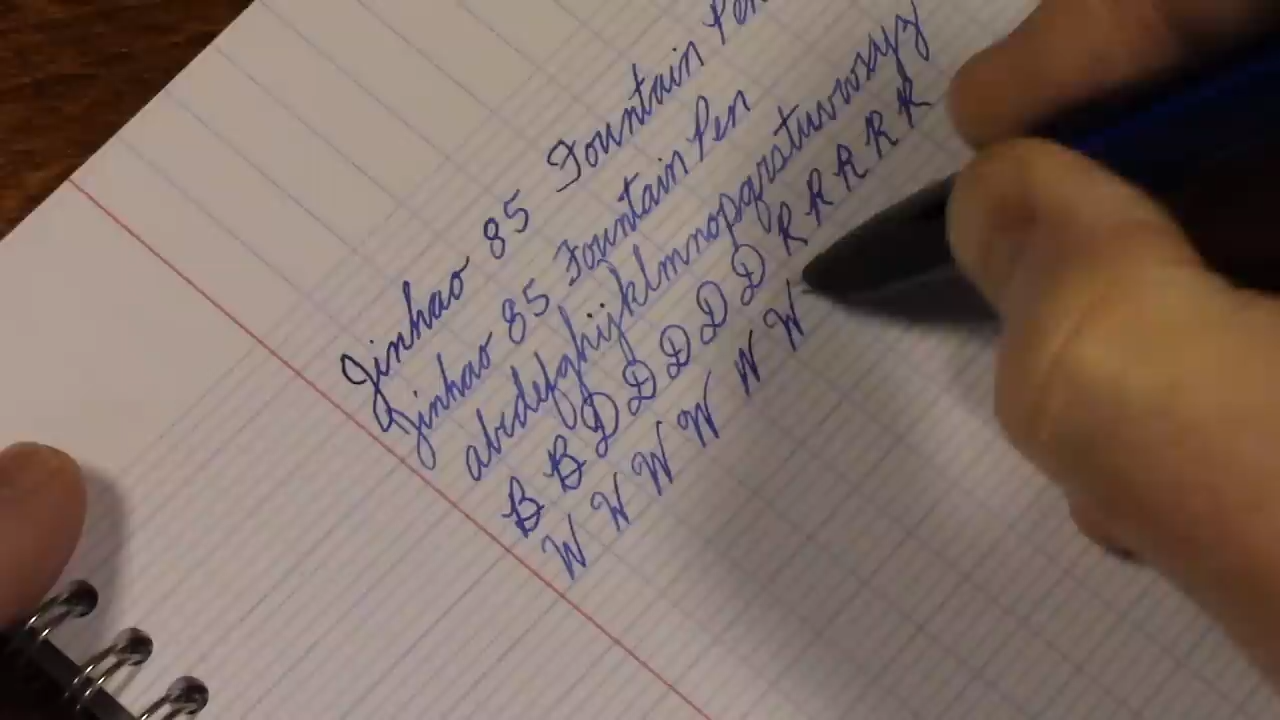 Jinhao 85 Fountain Pen
Jinhao 85 Fountain Pen
abcdefghijklmnopqrstuvwxyz
B B D D D D D R R R R
W W W W W W